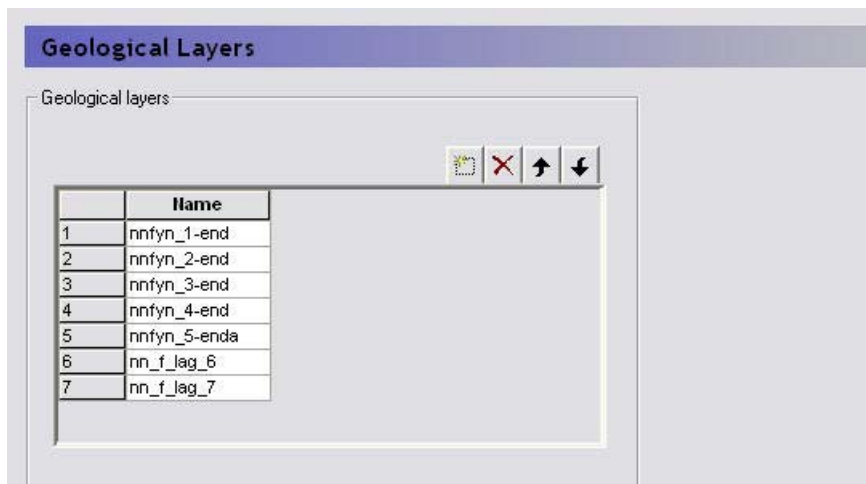 Geological Layers
Geological layers
Name
1 nnfyn_1-end
2 nnfyn_2-end
3 nnfyn_3-end
4 nnfyn_4-end
5 nnfyn_5-enda
6 nn_f_lag_6
7 nn_f_lag_7